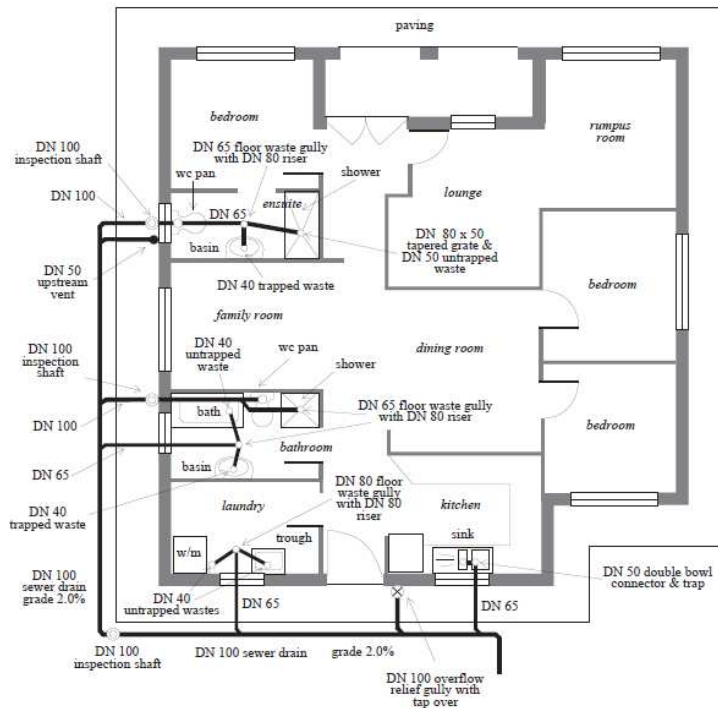 paving
bedroom
rumpus
room
DN 65 floor waste gully
with DN 80 riser
DN 100
inspection shaft
wc pan
shower
DN 100
lounge
ensuite
DN 65
basin
DN 80 x 50
tapered grate &
DN 50 untrapped
waste
DN 50
upstream
vent
DN 40 trapped waste
bedroom
family room
DN 40
untrapped
waste
wc pan
dining room
DN 100
inspection
shaft
shower
bath
DN 65 floor waste gully
with DN 80 riser
DN 100
bedroom
bathroom
DN 65
basin
DN 80 floor
waste gully
with DN 80
riser
DN 40
trapped waste
laundry
kitchen
sink
trough
w/m
DN 50 double bowl
connector & trap
DN 100
sewer drain
grade 2.0%
DN 40
untrapped wastes
DN 65
DN 65
DN 100
inspection shaft
DN 100 sewer drain
grade 2.0%
DN 100 overflow
relief gully with
tap over